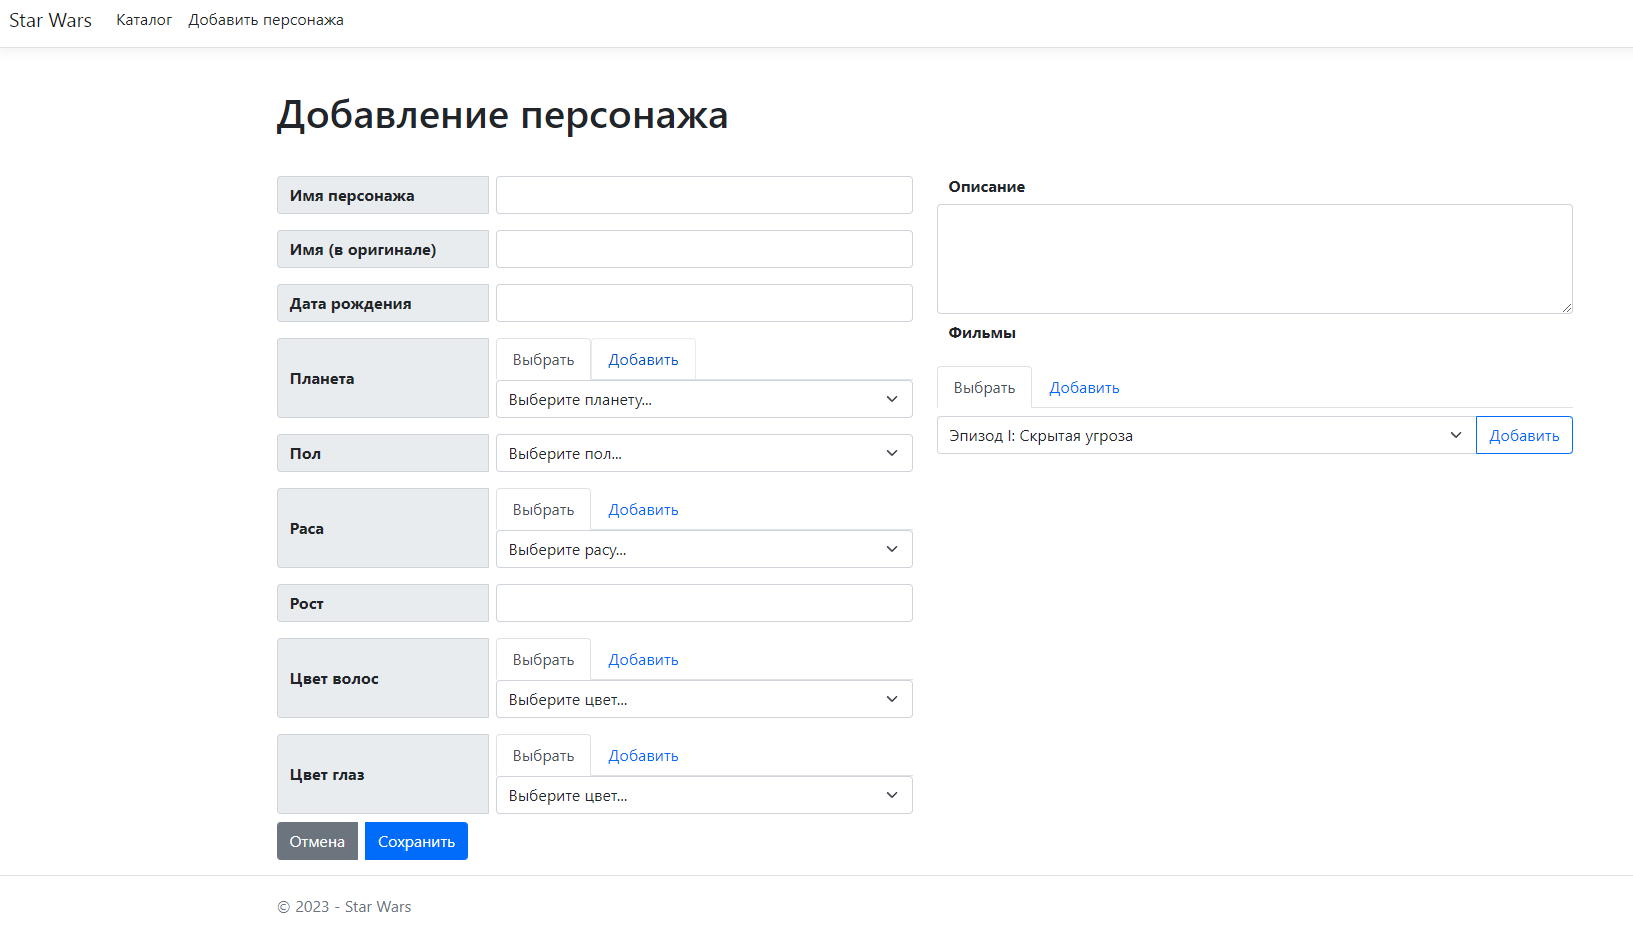 Star Wars Каталог Добавить персонажа
Добавление персонажа
Имя персонажа
Имя (в оригинале)
Дата рождения
Планета
Выбрать Добавить
Выберите планету...
Пол
Выберите пол...
Раса
Выбрать Добавить
Выберите расу...
Рост
Цвет волос
Выбрать Добавить
Выберите цвет...
Цвет глаз
Выбрать Добавить
Выберите цвет...
Отмена Сохранить
Описание
Фильмы
Выбрать Добавить
Эпизод I: Скрытая угроза Добавить
© 2023 - Star Wars